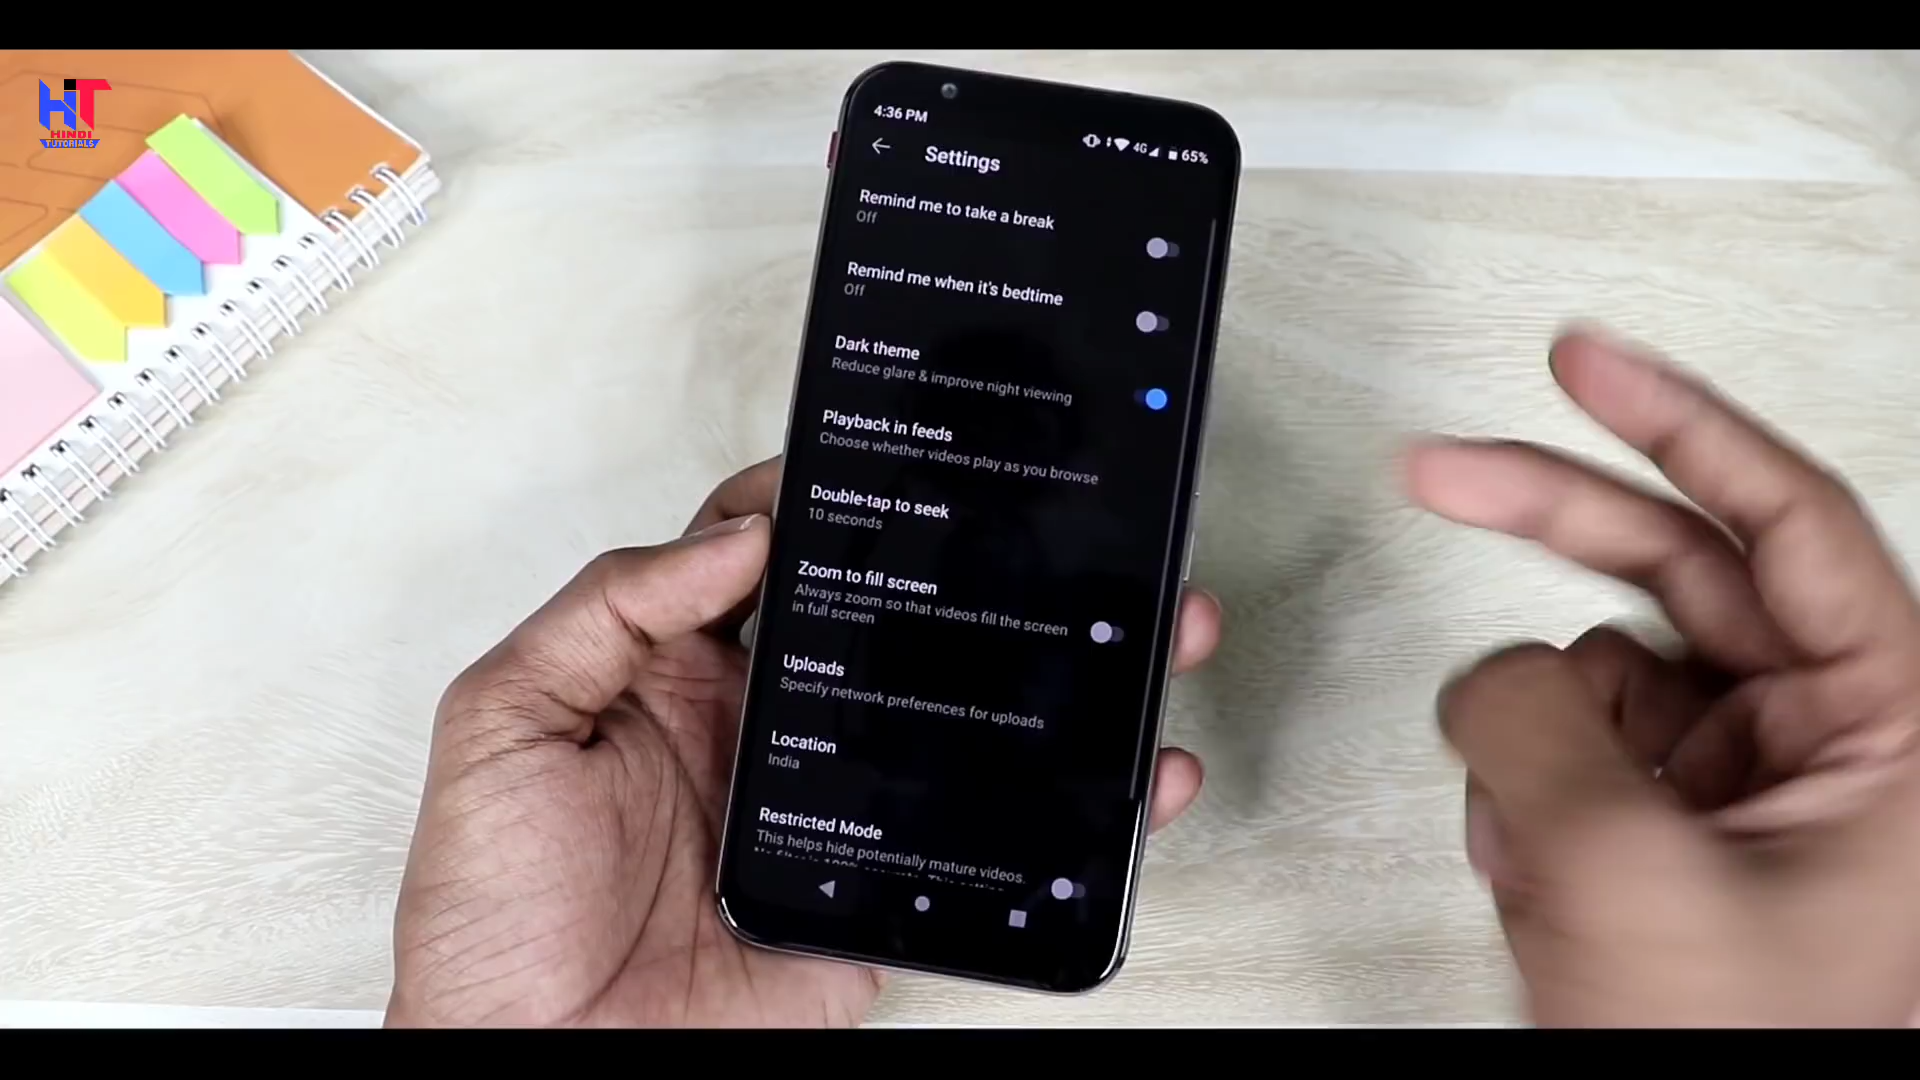 HT
HINDI
TUTORIALS
4:36 PM
4G 65%
Settings
Remind me to take a break
Off
Remind me when it's bedtime
Off
Dark theme
Reduce glare & improve night viewing
Playback in feeds
Choose whether videos play as you browse
Double-tap to seek
10 seconds
Zoom to fill screen
Always zoom so that videos fill the screen
in full screen
Uploads
Specify network preferences for uploads
Location
India
Restricted Mode
This helps hide potentially mature videos.